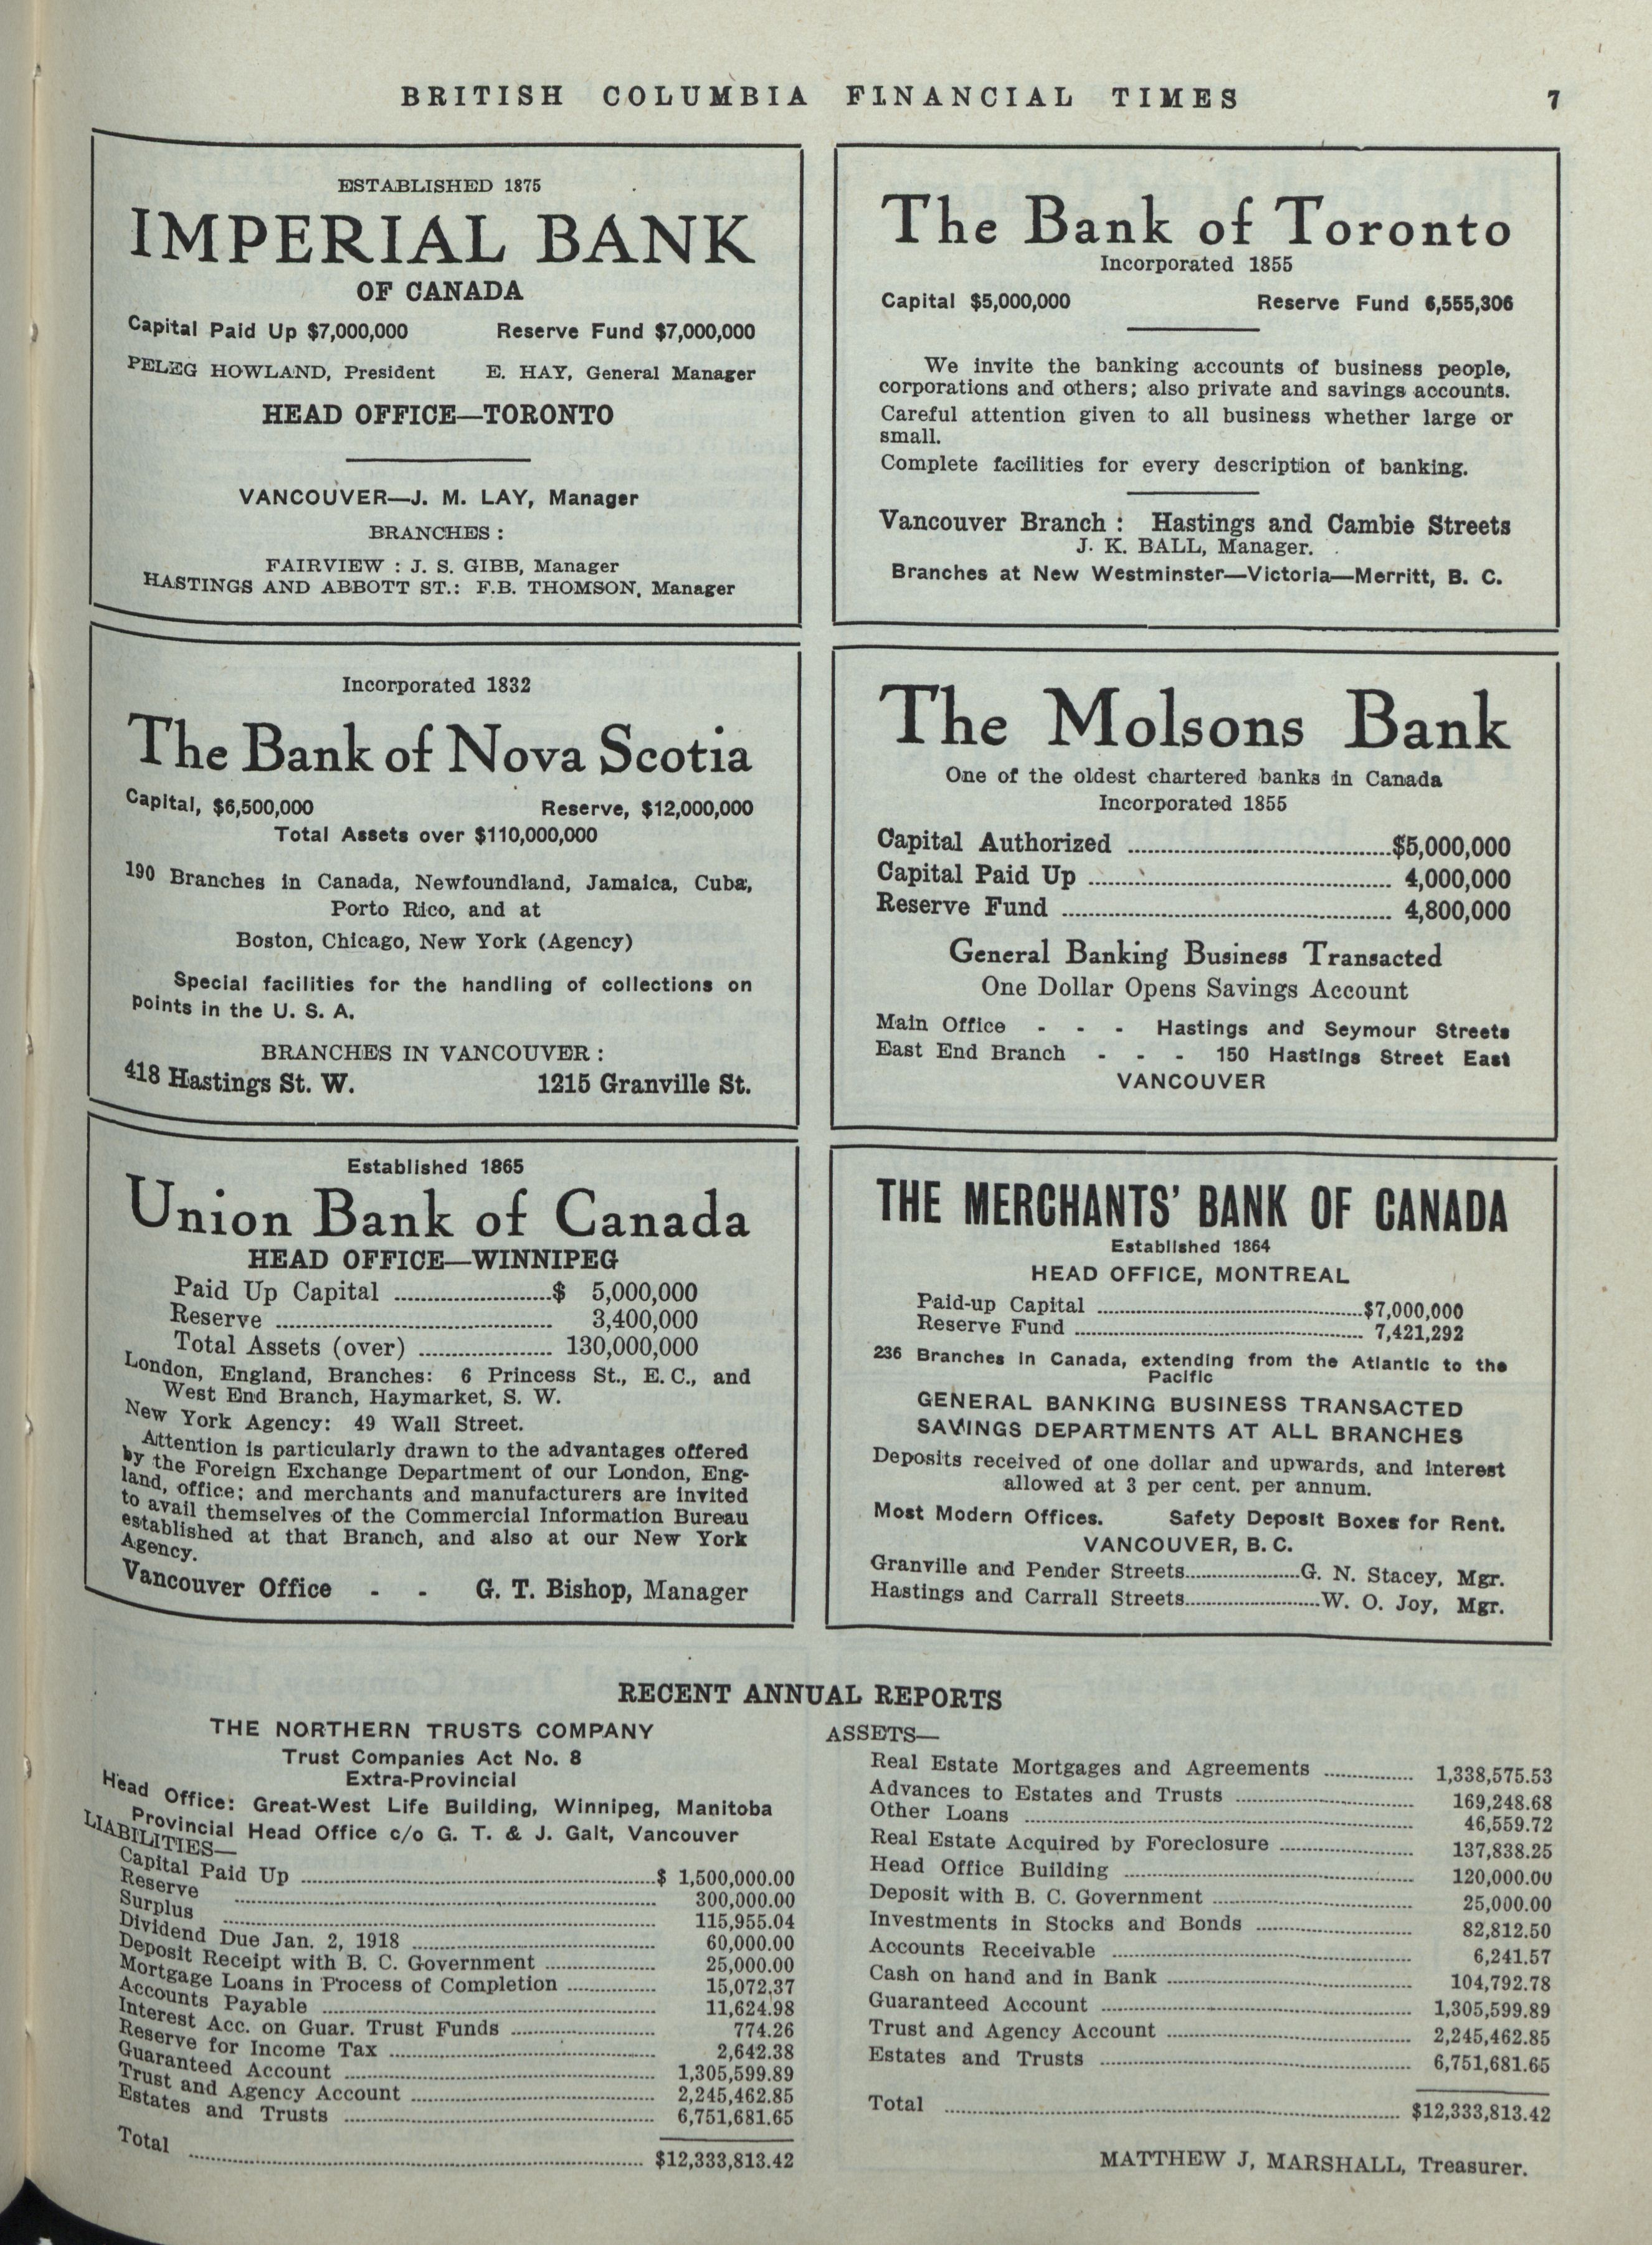 BRITISH COLUMBIA FINANCIAL TIMES 7
ESTABLISHED 1875
IMPERIAL BANK
OF CANADA
Capital Paid Up $7,000,000 Reserve Fund $7,000,000
PELEG HOWLAND, President E. HAY, General Manager
HEAD OFFICE—TORONTO
VANCOUVER—J. M. LAY, Manager
BRANCHES:
FAIRVIEW : J. S. GIBB, Manager
HASTINGS AND ABBOTT ST.: F.B. THOMSON, Manager
The Bank of Toronto
Incorporated 1855
Capital $5,000,000 Reserve Fund 6,555,306
We invite the banking accounts of business people,
corporations and others; also private and savings accounts.
Careful attention given to all business whether large or
small.
Complete facilities for every description of banking.
Vancouver Branch : Hastings and Cambie Streets
J. K. BALL, Manager.
Branches at New Westminster—Victoria—Merritt, B. C.
Incorporated 1832
The Bank of Nova Scotia
Capital, $6,500,000 Reserve, $12,000,000
Total Assets over $110,000,000
190 Branches in Canada, Newfoundland, Jamaica, Cuba,
Porto Rico, and at
Boston, Chicago, New York (Agency)
Special facilities for the handling of collections on
points in the U. S. A.
BRANCHES IN VANCOUVER :
418 Hastings St. W. 1215 Granville St.
The Molsons Bank
One of the oldest chartered banks in Canada
Incorporated 1855
Capital Authorized ........ $5,000,000
Capital Paid Up ........ 4,000,000
Reserve Fund ........ 4,800,000
General Banking Business Transacted
One Dollar Opens Savings Account
Main Office - - - Hastings and Seymour Streets
East End Branch - - - 150 Hastings Street East
VANCOUVER
Established 1865
Union Bank of Canada
HEAD OFFICE—WINNIPEG
Paid Up Capital ........ $ 5,000,000
Reserve ........ 3,400,000
Total Assets (over) ........ 130,000,000
London, England, Branches: 6 Princess St., E. C., and
West End Branch, Haymarket, S. W.
New York Agency: 49 Wall Street.
Attention is particularly drawn to the advantages offered
by the Foreign Exchange Department of our London, Eng-
land, office; and merchants and manufacturers are invited
to avail themselves of the Commercial Information Bureau
established at that Branch, and also at our New York
Agency.
Vancouver Office - - G. T. Bishop, Manager
THE MERCHANTS' BANK OF CANADA
Established 1864
HEAD OFFICE, MONTREAL
Paid-up Capital ........ $7,000,000
Reserve Fund ........ 7,421,292
236 Branches in Canada, extending from the Atlantic to the
Pacific
GENERAL BANKING BUSINESS TRANSACTED
SAVINGS DEPARTMENTS AT ALL BRANCHES
Deposits received of one dollar and upwards, and interest
allowed at 3 per cent. per annum.
Most Modern Offices. Safety Deposit Boxes for Rent.
VANCOUVER, B. C.
Granville and Pender Streets ........ G. N. Stacey, Mgr.
Hastings and Carrall Streets ........ W. O. Joy, Mgr.
RECENT ANNUAL REPORTS
THE NORTHERN TRUSTS COMPANY
Trust Companies Act No. 8
Extra-Provincial
Head Office: Great-West Life Building, Winnipeg, Manitoba
Provincial Head Office c/o G. T. & J. Galt, Vancouver
LIABILITIES—
Capital Paid Up ........ $ 1,500,000.00
Reserve ........ 300,000.00
Surplus ........ 115,955.04
Dividend Due Jan. 2, 1918 ........ 60,000.00
Deposit Receipt with B. C. Government ........ 25,000.00
Mortgage Loans in Process of Completion ........ 15,072.37
Accounts Payable ........ 11,624.98
Interest Acc. on Guar. Trust Funds ........ 774.26
Reserve for Income Tax ........ 2,642.38
Guaranteed Account ........ 1,305,599.89
Trust and Agency Account ........ 2,245,462.85
Estates and Trusts ........ 6,751,681.65
Total ........ $12,333,813.42
ASSETS—
Real Estate Mortgages and Agreements ........ 1,338,575.53
Advances to Estates and Trusts ........ 169,248.68
Other Loans ........ 46,559.72
Real Estate Acquired by Foreclosure ........ 137,838.25
Head Office Building ........ 120,000.00
Deposit with B. C. Government ........ 25,000.00
Investments in Stocks and Bonds ........ 82,812.50
Accounts Receivable ........ 6,241.57
Cash on hand and in Bank ........ 104,792.78
Guaranteed Account ........ 1,305,599.89
Trust and Agency Account ........ 2,245,462.85
Estates and Trusts ........ 6,751,681.65
Total ........ $12,333,813.42
MATTHEW J, MARSHALL, Treasurer.